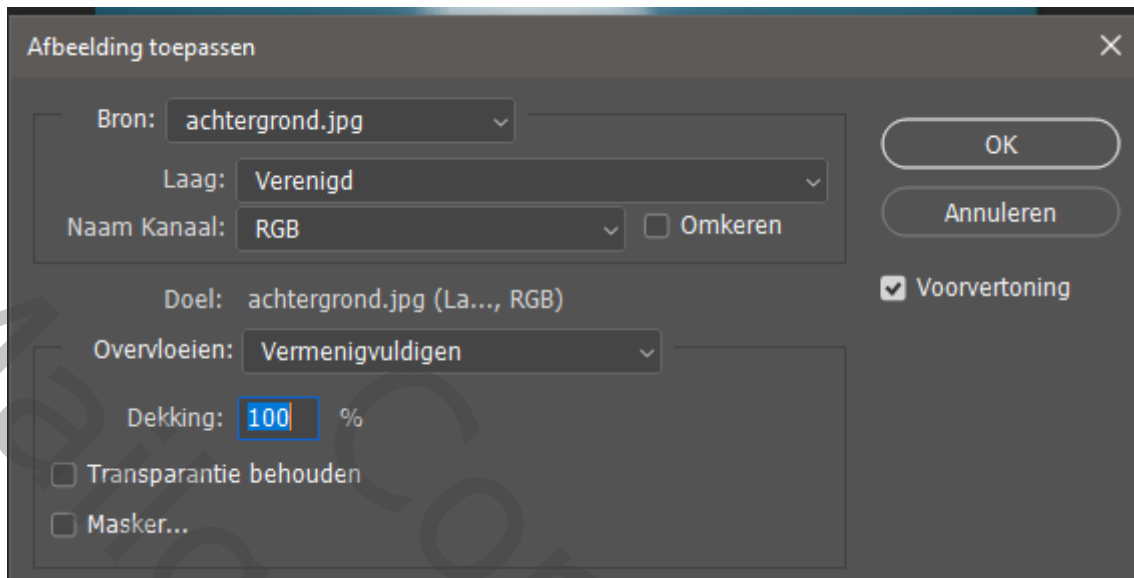 Afbeelding toepassen
Bron: achtergrond.jpg
OK
Laag: Verenigd
Annuleren
Naam Kanaal: RGB Omkeren
Voorvertoning
Doel: achtergrond.jpg (La..., RGB)
Overvloeien: Vermenigvuldigen
Dekking: 100 %
Transparantie behouden
Masker...